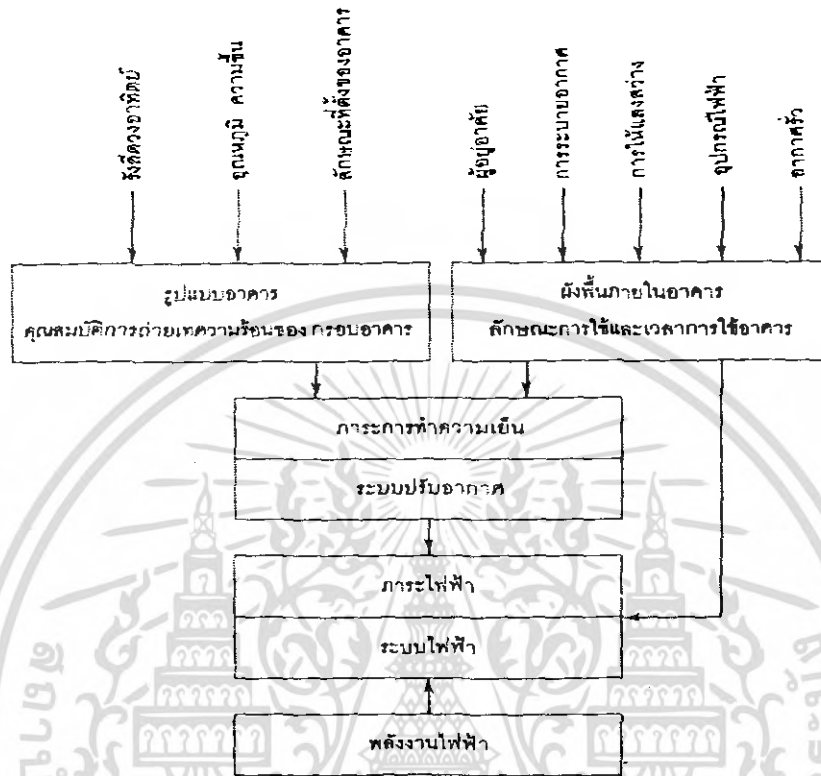 รังสีดวงอาทิตย์
อุณหภูมิ ความชื้น
ลักษณะที่ตั้งของอาคาร
ผู้อยู่อาศัย
การระบายอากาศ
การให้แสงสว่าง
อุปกรณ์ไฟฟ้า
อากาศรั่ว
รูปแบบอาคาร
คุณสมบัติการถ่ายเทความร้อนของ กรอบอาคาร
ผังพื้นภายในอาคาร
ลักษณะการใช้และเวลาการใช้อาคาร
ภาระการทำความเย็น
ระบบปรับอากาศ
ภาระไฟฟ้า
ระบบไฟฟ้า
พลังงานไฟฟ้า